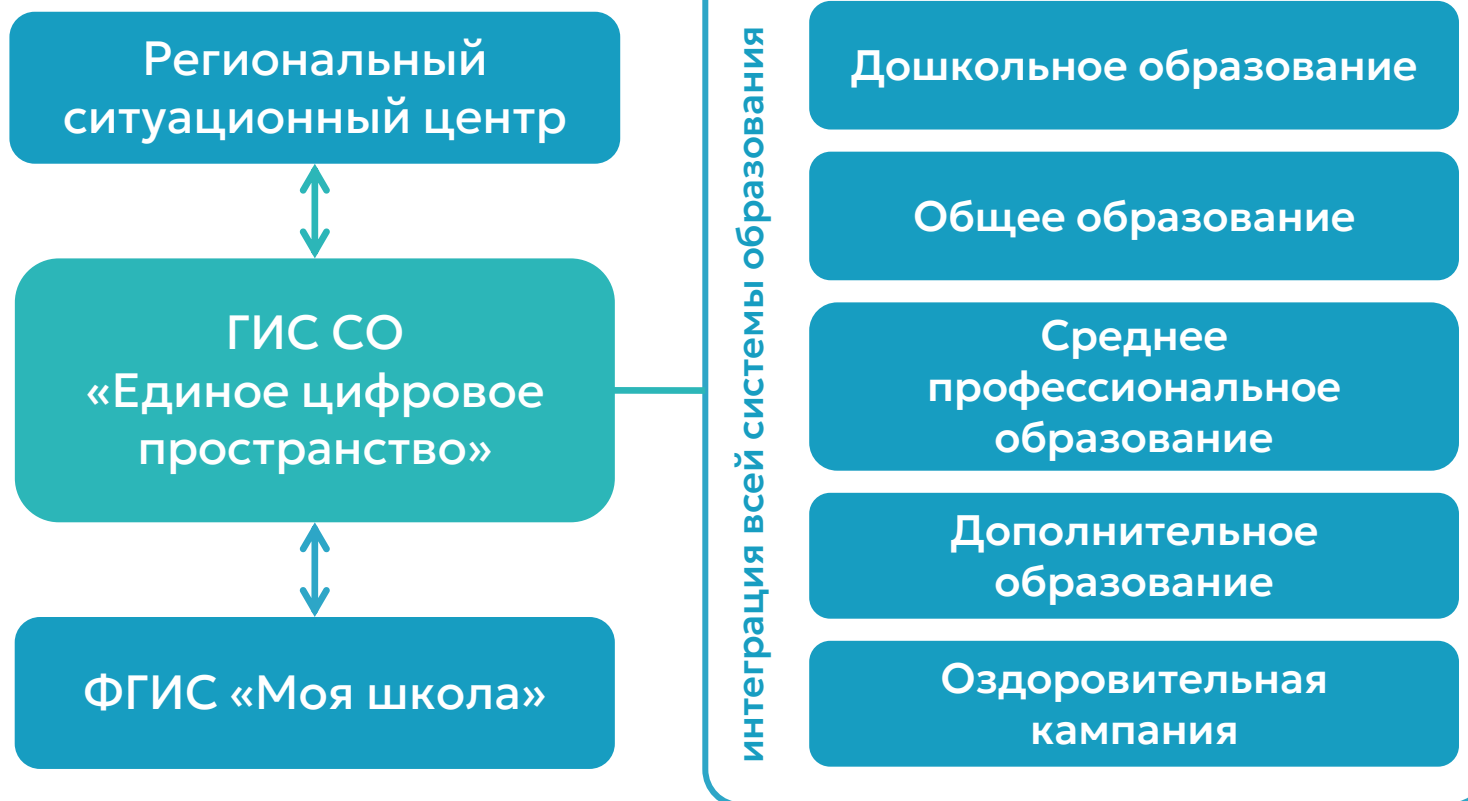 Региональный
ситуационный центр
ГИС СО
«Единое цифровое
пространство»
ФГИС «Моя школа»
интеграция всей системы образования
Дошкольное образование
Общее образование
Среднее
профессиональное
образование
Дополнительное
образование
Оздоровительная
кампания